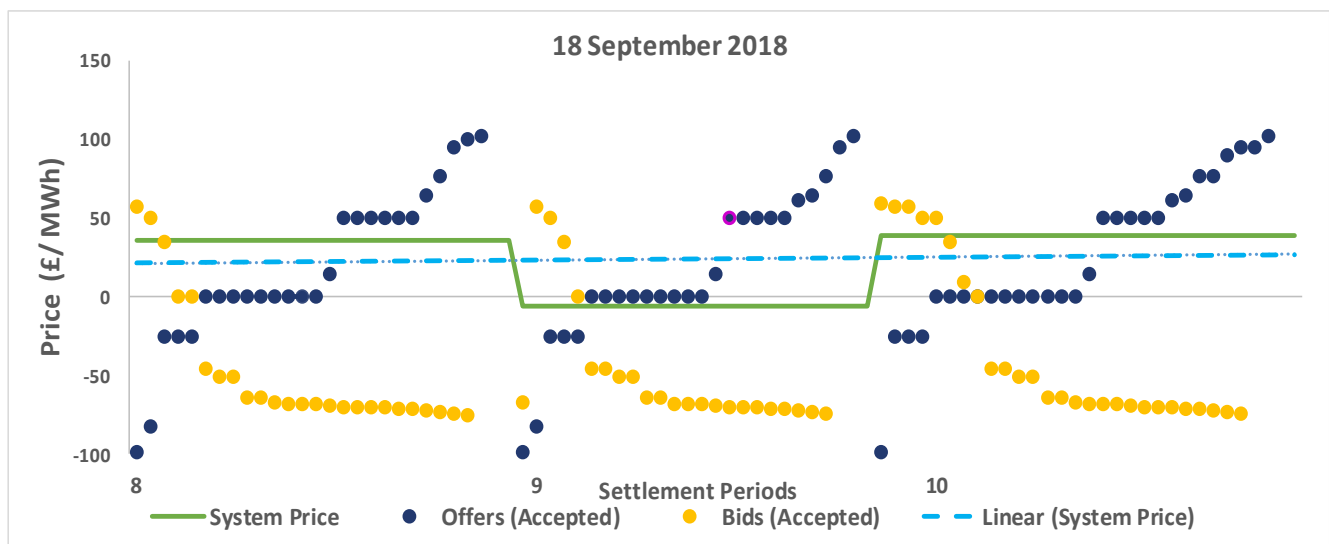 18 September 2018
Price (£/ MWh)
150
100
50
0
-50
-100
8
9
10
Settlement Periods
System Price
Offers (Accepted)
Bids (Accepted)
Linear (System Price)